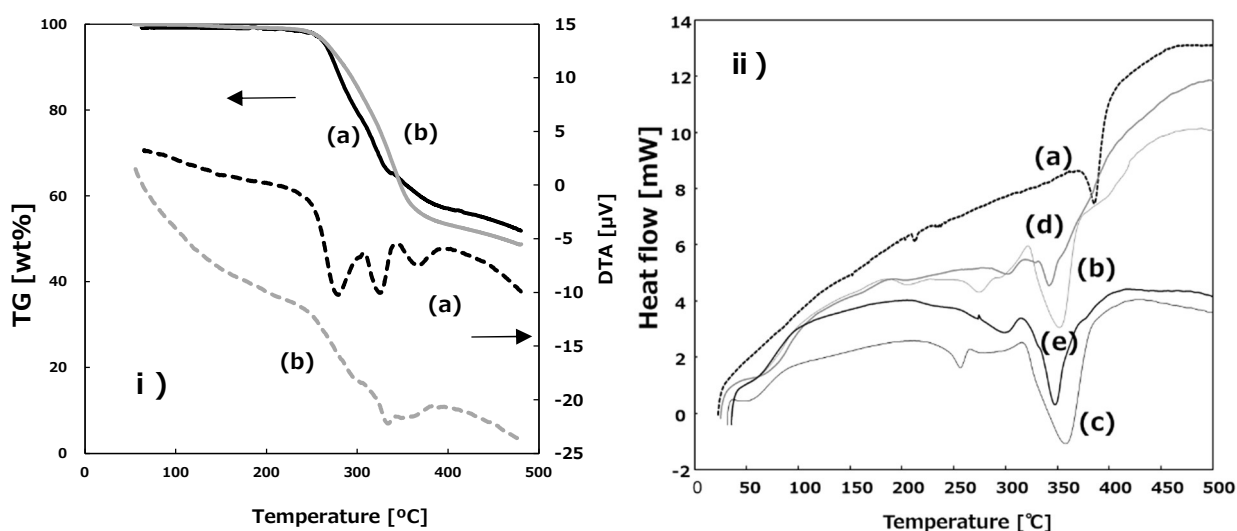 100
80
60
40
20
0
TG [wt%]
15
10
5
0
-5
-10
-15
-20
-25
DTA [μV]
(a)
(b)
(a)
(b)
i )
0
100
200
300
400
500
Temperature [ºC]
14
12
10
8
6
4
2
0
-2
Heat flow [mW]
ii )
(a)
(d)
(b)
(e)
(c)
0
50
100
150
200
250
300
350
400
450
500
Temperature [℃]